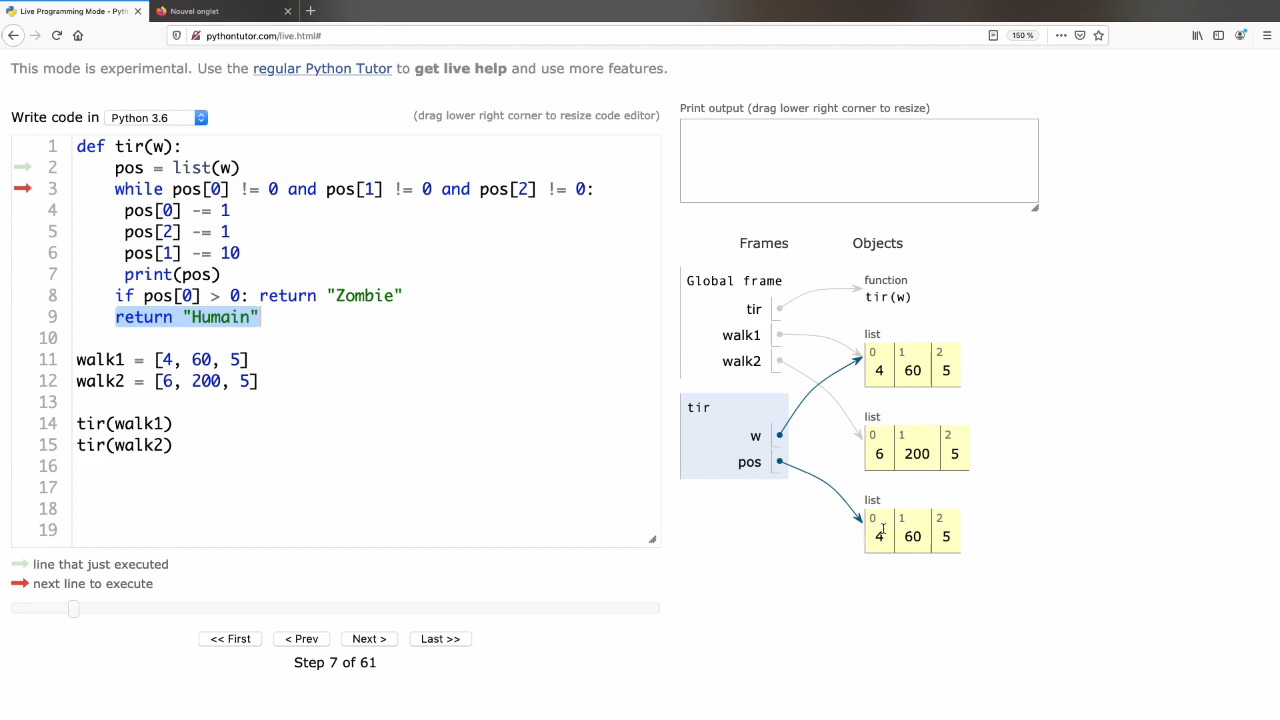 Live Programming Mode - Pyth
Nouvel onglet
pythontutor.com/live.html#
150 %
This mode is experimental. Use the regular Python Tutor to get live help and use more features.
Write code in Python 3.6
(drag lower right corner to resize code editor)
1 def tir(w):
2 pos = list(w)
3 while pos[0] != 0 and pos[1] != 0 and pos[2] != 0:
4 pos[0] -= 1
5 pos[2] -= 1
6 pos[1] -= 10
7 print(pos)
8 if pos[0] > 0: return "Zombie"
9 return "Humain"
10
11 walk1 = [4, 60, 5]
12 walk2 = [6, 200, 5]
13
14 tir(walk1)
15 tir(walk2)
16
17
18
19
line that just executed
next line to execute
<< First
< Prev
Next >
Last >>
Step 7 of 61
Print output (drag lower right corner to resize)
Frames
Objects
Global frame
tir
walk1
walk2
function
tir(w)
list
0 1 2
4 60 5
tir
w
pos
list
0 1 2
6 200 5
list
0 1 2
4 60 5